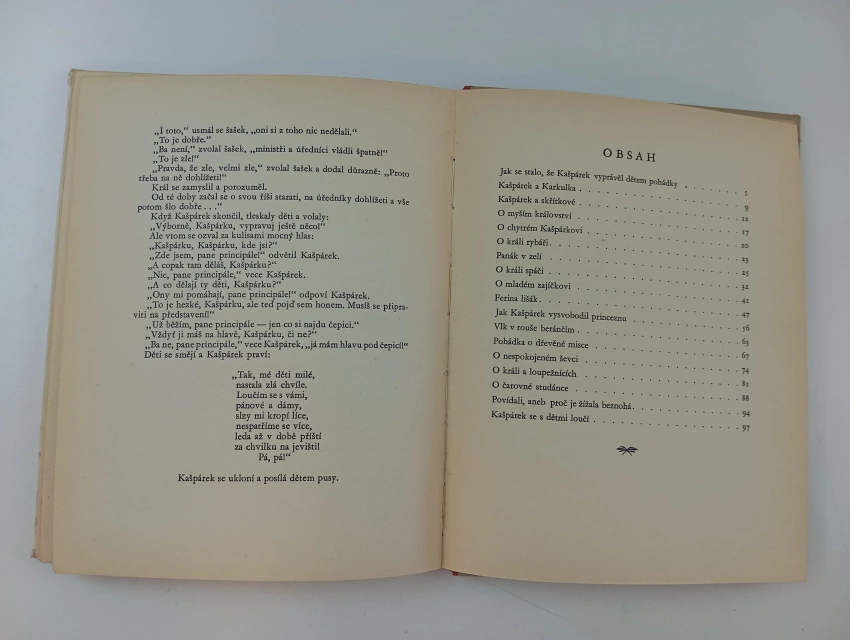 „I toto,“ usmál se šašek, „oni si z toho nic nedělali.“
„To je dobře.“
„Ba není,“ zvolal šašek, „ministři a úředníci vládli špatně!“
„To je zle!“
„Pravda, že zle, velmi zle,“ zvolal šašek a dodal důrazně: „Proto
třeba na ně dohlížeti!“
Král se zamyslil a porozuměl.
Od té doby začal se o svou říši starati, na úředníky dohlížeti a vše
potom šlo dobře . . .“
Když Kašpárek skončil, tleskaly děti a volaly:
„Výborně, Kašpárku, vypravuj ještě něco!“
Ale vtom se ozval za kulisami mocný hlas:
„Kašpárku, Kašpárku, kde jsi?“
„Zde jsem, pane principále!“ odvětil Kašpárek.
„A copak tam děláš, Kašpárku?“
„Nic, pane principále,“ vece Kašpárek.
„A co dělají ty děti, Kašpárku?“
„Ony mi pomáhají, pane principále!“ odpoví Kašpárek.
„To je hezké, Kašpárku, ale teď pojď sem honem. Musíš se připra-
viti na představení!“
„Už běžím, pane principále — jen co si najdu čepici.“
„Vždyť ji máš na hlavě, Kašpárku, či ne?“
„Ba ne, pane principále,“ vece Kašpárek, „já mám hlavu pod čepicí!“
Děti se smějí a Kašpárek praví:
„Tak, mé děti milé,
nastala zlá chvíle.
Loučím se s vámi,
pánové a dámy,
slzy mi kropí líce,
nespatříme se více,
leda až v době příští
za chvilku na jevišti!
Pá, pá!“
Kašpárek se ukloní a posílá dětem pusy.
OBSAH
Jak se stalo, že Kašpárek vyprávěl dětem pohádky . . . . . . . 5
Kašpárek a Karkulka . . . . . . . . . . . . . . . 9
Kašpárek a skřítkové . . . . . . . . . . . . . . . 12
O myším království . . . . . . . . . . . . . . . 17
O chytrém Kašpárkovi . . . . . . . . . . . . . . . 20
O králi rybáři . . . . . . . . . . . . . . . 23
Panák v zelí . . . . . . . . . . . . . . . 25
O králi spáči . . . . . . . . . . . . . . . 32
O mladém zajíčkovi . . . . . . . . . . . . . . . 41
Ferina lišák . . . . . . . . . . . . . . . 47
Jak Kašpárek vysvobodil princeznu . . . . . . . . . . . 56
Vlk v rouše beránčím . . . . . . . . . . . . . . . 65
Pohádka o dřevěné misce . . . . . . . . . . . . . . . 67
O nespokojeném ševci . . . . . . . . . . . . . . . 74
O králi a loupežnících . . . . . . . . . . . . . . . 81
O čarovné studánce . . . . . . . . . . . . . . . 88
Povídali, aneb proč je žížala beznohá . . . . . . . . . . . 94
Kašpárek se s dětmi loučí . . . . . . . . . . . . . . . 97